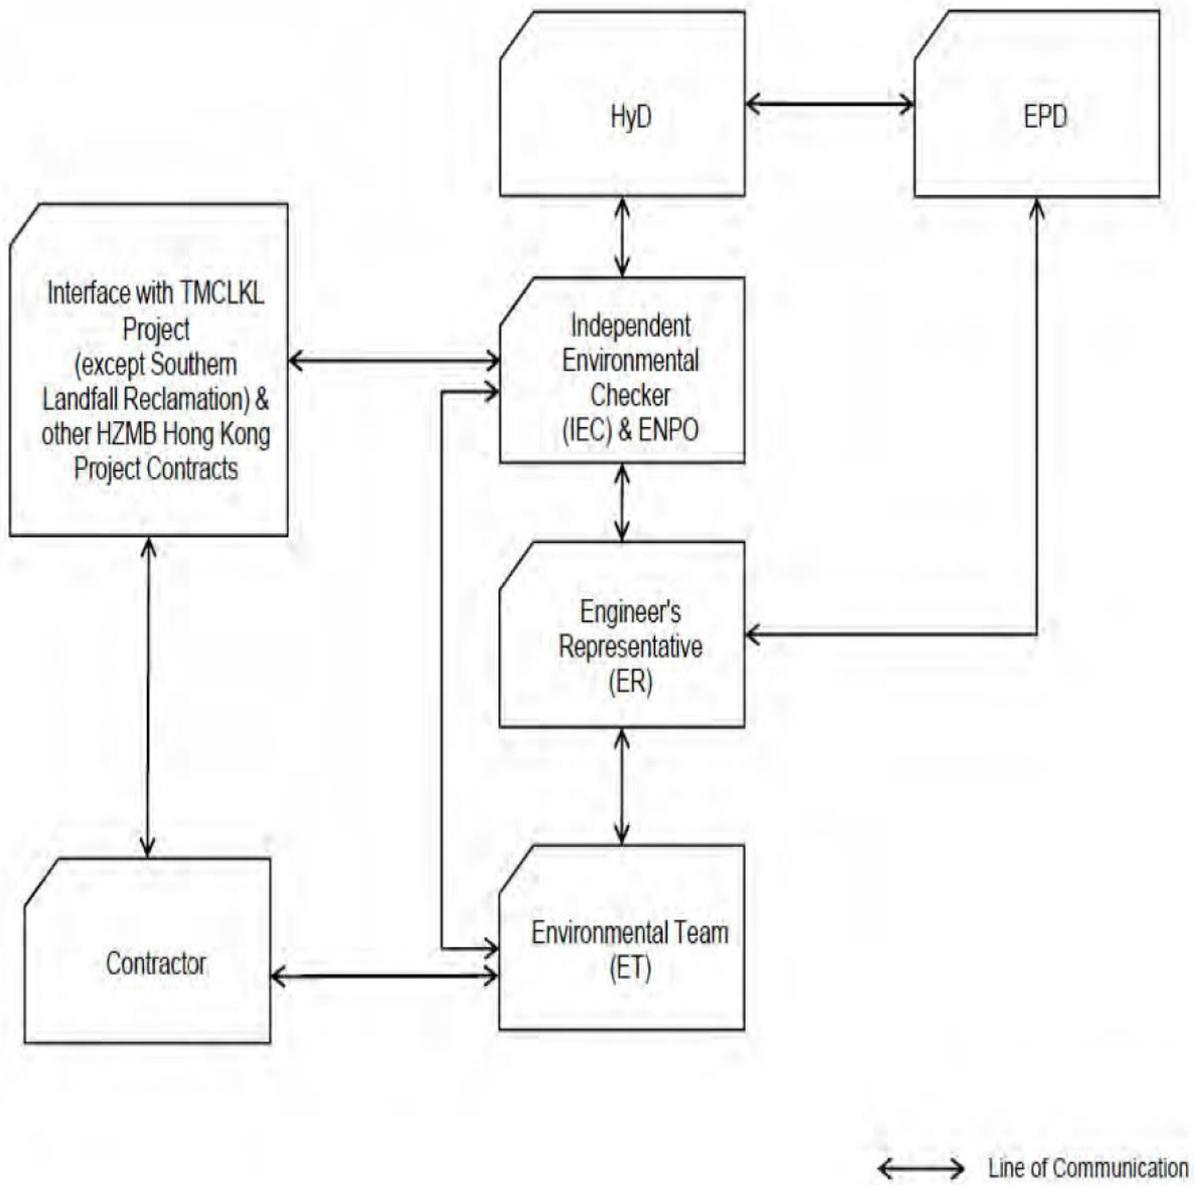 HyD
EPD
Interface with TMCLKL
Project
(except Southern
Landfall Reclamation) &
other HZMB Hong Kong
Project Contracts
Independent
Environmental
Checker
(IEC) & ENPO
Engineer's
Representative
(ER)
Contractor
Environmental Team
(ET)
Line of Communication